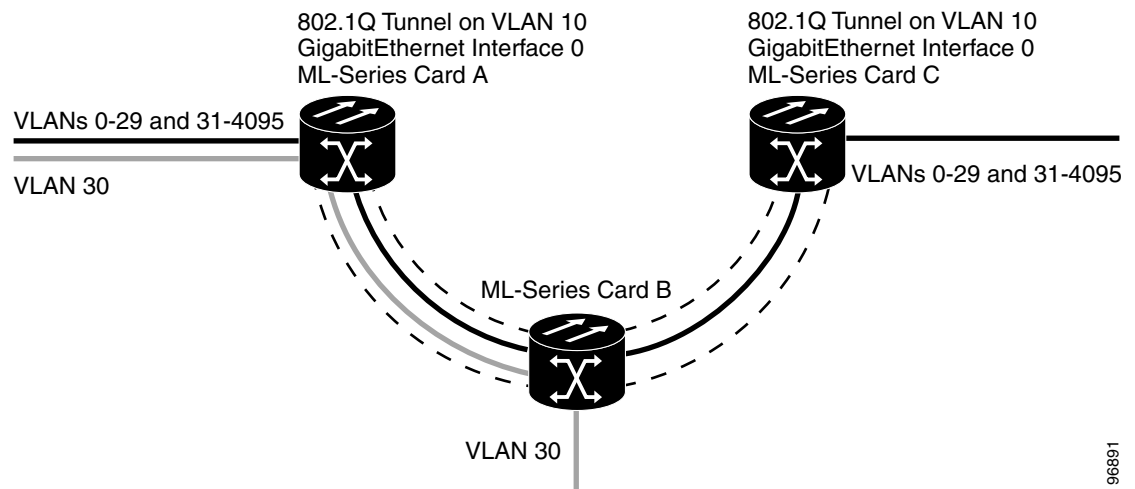 802.1Q Tunnel on VLAN 10
GigabitEthernet Interface 0
ML-Series Card A
802.1Q Tunnel on VLAN 10
GigabitEthernet Interface 0
ML-Series Card C
VLANs 0-29 and 31-4095
VLAN 30
VLANs 0-29 and 31-4095
ML-Series Card B
VLAN 30
96891